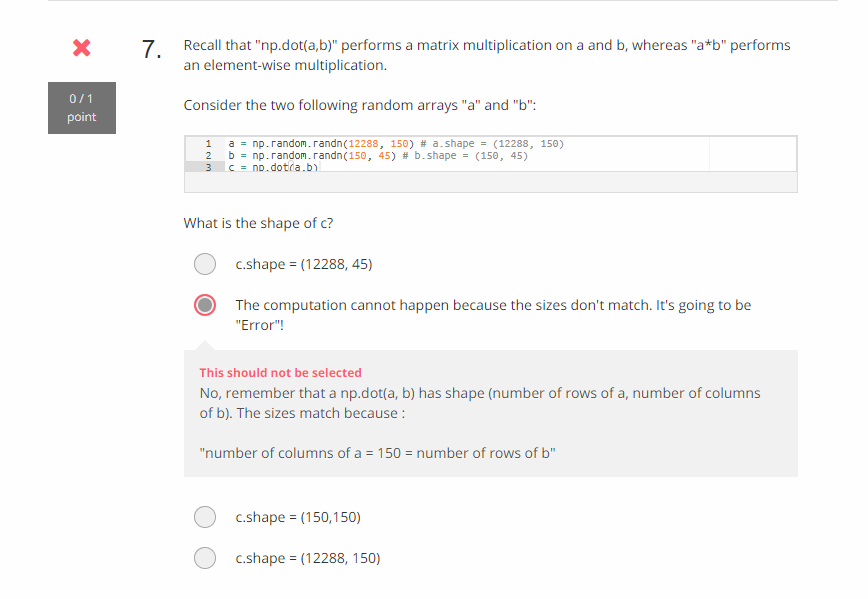 7. Recall that "np.dot(a,b)" performs a matrix multiplication on a and b, whereas "a*b" performs
an element-wise multiplication.
0 / 1
point
Consider the two following random arrays "a" and "b":
1 a = np.random.randn(12288, 150) # a.shape = (12288, 150)
2 b = np.random.randn(150, 45) # b.shape = (150, 45)
3 c = np.dot(a,b)
What is the shape of c?
c.shape = (12288, 45)
The computation cannot happen because the sizes don't match. It's going to be
"Error"!
This should not be selected
No, remember that a np.dot(a, b) has shape (number of rows of a, number of columns
of b). The sizes match because :
"number of columns of a = 150 = number of rows of b"
c.shape = (150,150)
c.shape = (12288, 150)